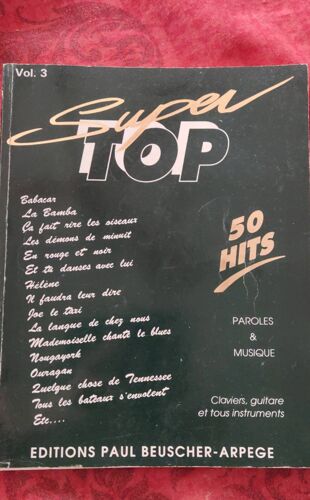 Vol. 3
Super
TOP
50
HITS
Babacar
La Bamba
Ça fait rire les oiseaux
Les démons de minuit
En rouge et noir
Et tu danses avec lui
Hélène
Il faudra leur dire
Joe le taxi
La langue de chez nous
Mademoiselle chante le blues
Nougayork
Ouragan
Quelque chose de Tennessee
Tous les bateaux s'envolent
Etc....
PAROLES
&
MUSIQUE
Claviers, guitare
et tous instruments
EDITIONS PAUL BEUSCHER-ARPEGE